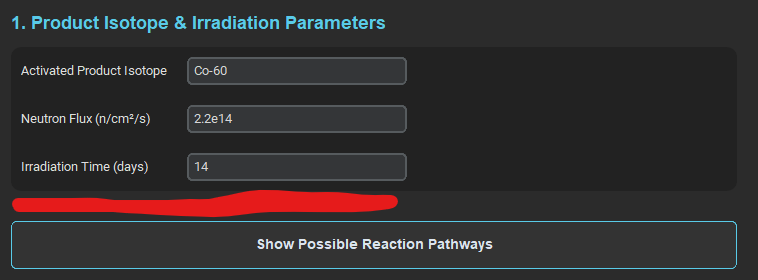 1. Product Isotope & Irradiation Parameters
Activated Product Isotope Co-60
Neutron Flux (n/cm²/s) 2.2e14
Irradiation Time (days) 14
Show Possible Reaction Pathways